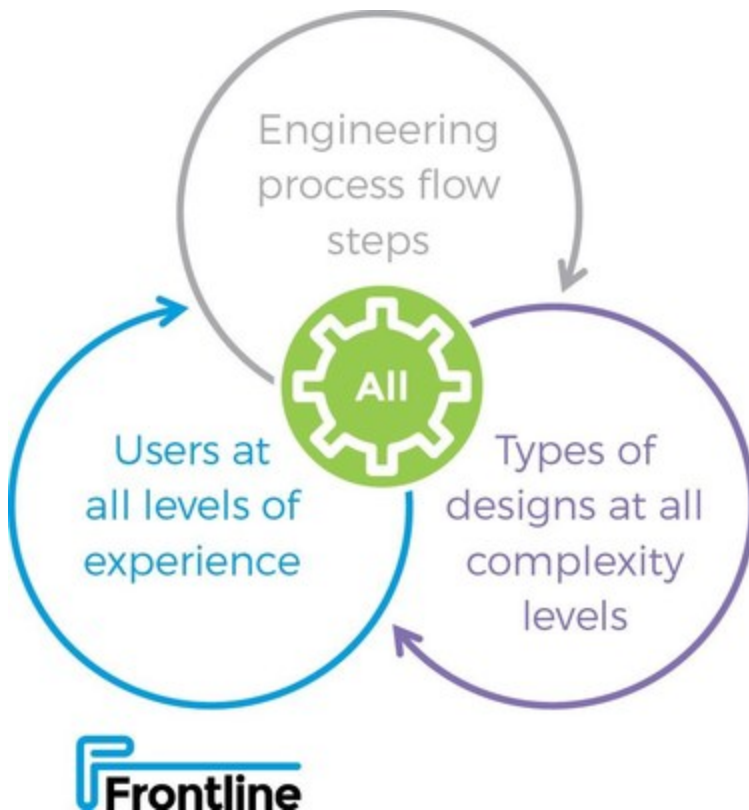 Engineering
process flow
steps
All
Users at
all levels of
experience
Types of
designs at all
complexity
levels
Frontline